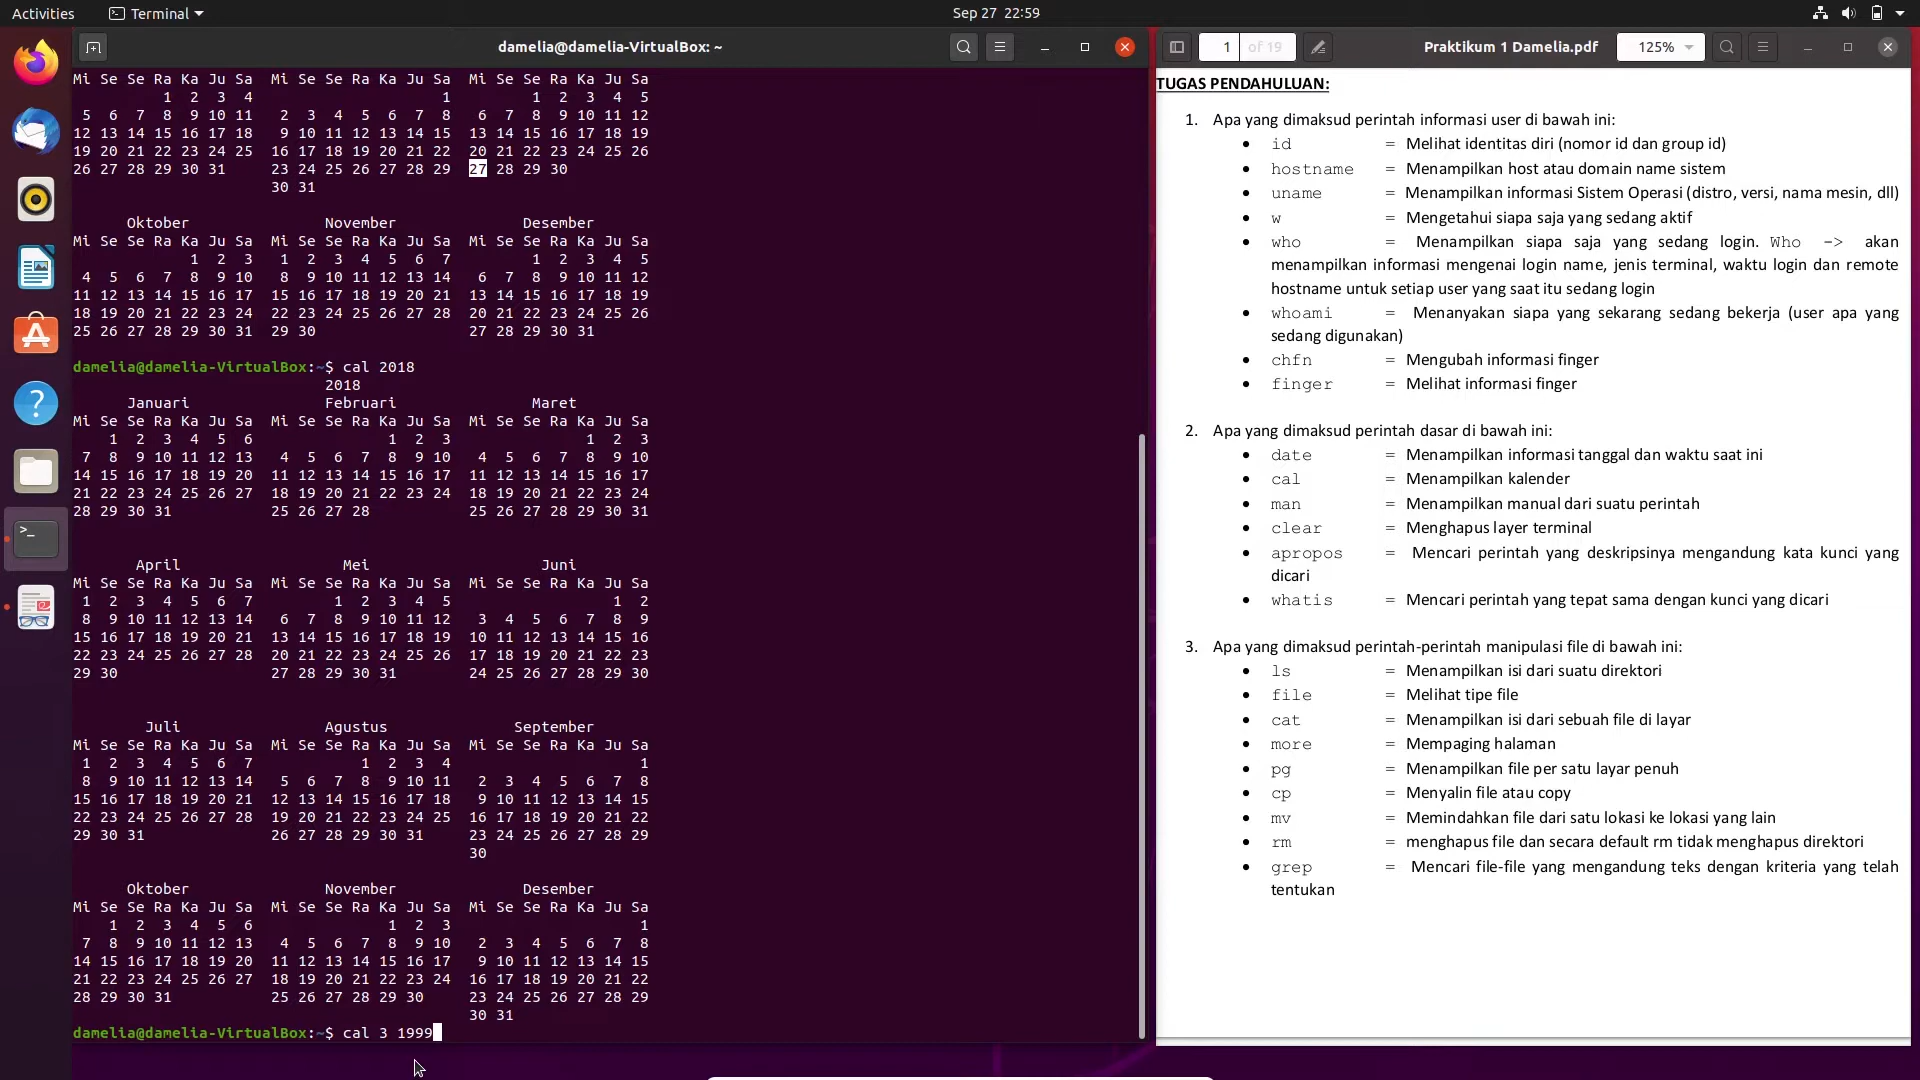 Activities Terminal Sep 27 22:59
damelia@damelia-VirtualBox: ~
Mi Se Se Ra Ka Ju Sa  Mi Se Se Ra Ka Ju Sa  Mi Se Se Ra Ka Ju Sa
          1  2  3  4                     1         1  2  3  4  5
 5  6  7  8  9 10 11   2  3  4  5  6  7  8   6  7  8  9 10 11 12
12 13 14 15 16 17 18   9 10 11 12 13 14 15  13 14 15 16 17 18 19
19 20 21 22 23 24 25  16 17 18 19 20 21 22  20 21 22 23 24 25 26
26 27 28 29 30 31     23 24 25 26 27 28 29  27 28 29 30
                      30 31
      Oktober               November              Desember
Mi Se Se Ra Ka Ju Sa  Mi Se Se Ra Ka Ju Sa  Mi Se Se Ra Ka Ju Sa
             1  2  3   1  2  3  4  5  6  7         1  2  3  4  5
 4  5  6  7  8  9 10   8  9 10 11 12 13 14   6  7  8  9 10 11 12
11 12 13 14 15 16 17  15 16 17 18 19 20 21  13 14 15 16 17 18 19
18 19 20 21 22 23 24  22 23 24 25 26 27 28  20 21 22 23 24 25 26
25 26 27 28 29 30 31  29 30                 27 28 29 30 31
damelia@damelia-VirtualBox:~$ cal 2018
                            2018
      Januari               Februari               Maret
Mi Se Se Ra Ka Ju Sa  Mi Se Se Ra Ka Ju Sa  Mi Se Se Ra Ka Ju Sa
    1  2  3  4  5  6               1  2  3               1  2  3
 7  8  9 10 11 12 13   4  5  6  7  8  9 10   4  5  6  7  8  9 10
14 15 16 17 18 19 20  11 12 13 14 15 16 17  11 12 13 14 15 16 17
21 22 23 24 25 26 27  18 19 20 21 22 23 24  18 19 20 21 22 23 24
28 29 30 31           25 26 27 28           25 26 27 28 29 30 31
       April                  Mei                   Juni
Mi Se Se Ra Ka Ju Sa  Mi Se Se Ra Ka Ju Sa  Mi Se Se Ra Ka Ju Sa
 1  2  3  4  5  6  7         1  2  3  4  5                  1  2
 8  9 10 11 12 13 14   6  7  8  9 10 11 12   3  4  5  6  7  8  9
15 16 17 18 19 20 21  13 14 15 16 17 18 19  10 11 12 13 14 15 16
22 23 24 25 26 27 28  20 21 22 23 24 25 26  17 18 19 20 21 22 23
29 30                 27 28 29 30 31        24 25 26 27 28 29 30
        Juli                Agustus              September
Mi Se Se Ra Ka Ju Sa  Mi Se Se Ra Ka Ju Sa  Mi Se Se Ra Ka Ju Sa
 1  2  3  4  5  6  7            1  2  3  4                     1
 8  9 10 11 12 13 14   5  6  7  8  9 10 11   2  3  4  5  6  7  8
15 16 17 18 19 20 21  12 13 14 15 16 17 18   9 10 11 12 13 14 15
22 23 24 25 26 27 28  19 20 21 22 23 24 25  16 17 18 19 20 21 22
29 30 31              26 27 28 29 30 31     23 24 25 26 27 28 29
                                            30
      Oktober               November              Desember
Mi Se Se Ra Ka Ju Sa  Mi Se Se Ra Ka Ju Sa  Mi Se Se Ra Ka Ju Sa
    1  2  3  4  5  6               1  2  3                     1
 7  8  9 10 11 12 13   4  5  6  7  8  9 10   2  3  4  5  6  7  8
14 15 16 17 18 19 20  11 12 13 14 15 16 17   9 10 11 12 13 14 15
21 22 23 24 25 26 27  18 19 20 21 22 23 24  16 17 18 19 20 21 22
28 29 30 31           25 26 27 28 29 30     23 24 25 26 27 28 29
                                            30 31
damelia@damelia-VirtualBox:~$ cal 3 1999
1 of 19 Praktikum 1 Damelia.pdf 125%
TUGAS PENDAHULUAN:
1. Apa yang dimaksud perintah informasi user di bawah ini:
• id = Melihat identitas diri (nomor id dan group id)
• hostname = Menampilkan host atau domain name sistem
• uname = Menampilkan informasi Sistem Operasi (distro, versi, nama mesin, dll)
• w = Mengetahui siapa saja yang sedang aktif
• who = Menampilkan siapa saja yang sedang login. Who -> akan
menampilkan informasi mengenai login name, jenis terminal, waktu login dan remote
hostname untuk setiap user yang saat itu sedang login
• whoami = Menanyakan siapa yang sekarang sedang bekerja (user apa yang
sedang digunakan)
• chfn = Mengubah informasi finger
• finger = Melihat informasi finger
2. Apa yang dimaksud perintah dasar di bawah ini:
• date = Menampilkan informasi tanggal dan waktu saat ini
• cal = Menampilkan kalender
• man = Menampilkan manual dari suatu perintah
• clear = Menghapus layer terminal
• apropos = Mencari perintah yang deskripsinya mengandung kata kunci yang
dicari
• whatis = Mencari perintah yang tepat sama dengan kunci yang dicari
3. Apa yang dimaksud perintah-perintah manipulasi file di bawah ini:
• ls = Menampilkan isi dari suatu direktori
• file = Melihat tipe file
• cat = Menampilkan isi dari sebuah file di layar
• more = Mempaging halaman
• pg = Menampilkan file per satu layar penuh
• cp = Menyalin file atau copy
• mv = Memindahkan file dari satu lokasi ke lokasi yang lain
• rm = menghapus file dan secara default rm tidak menghapus direktori
• grep = Mencari file-file yang mengandung teks dengan kriteria yang telah
tentukan